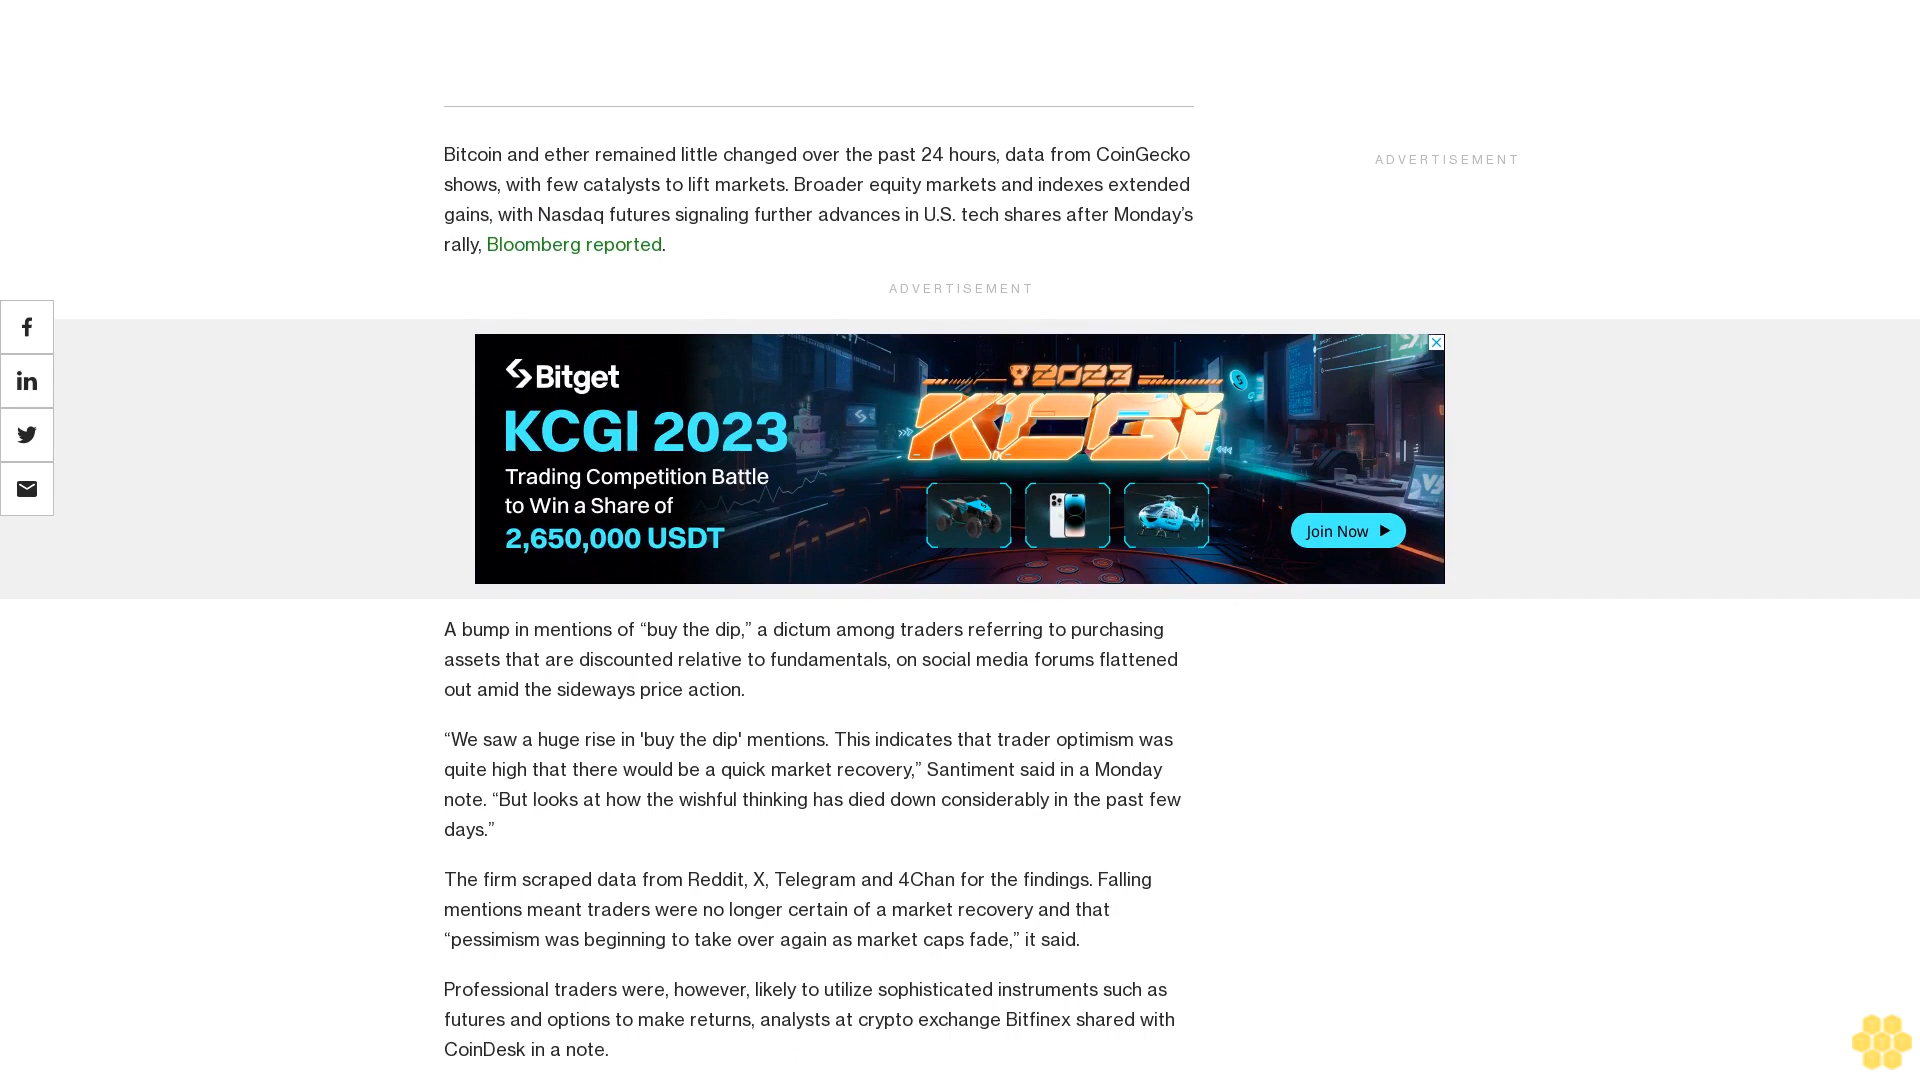 Bitcoin and ether remained little changed over the past 24 hours, data from CoinGecko
shows, with few catalysts to lift markets. Broader equity markets and indexes extended
gains, with Nasdaq futures signaling further advances in U.S. tech shares after Monday’s
rally, Bloomberg reported.
ADVERTISEMENT
ADVERTISEMENT
Bitget
KCGI 2023
Trading Competition Battle
to Win a Share of
2,650,000 USDT
2023
KCGI
Join Now
A bump in mentions of “buy the dip,” a dictum among traders referring to purchasing
assets that are discounted relative to fundamentals, on social media forums flattened
out amid the sideways price action.
“We saw a huge rise in 'buy the dip' mentions. This indicates that trader optimism was
quite high that there would be a quick market recovery,” Santiment said in a Monday
note. “But looks at how the wishful thinking has died down considerably in the past few
days.”
The firm scraped data from Reddit, X, Telegram and 4Chan for the findings. Falling
mentions meant traders were no longer certain of a market recovery and that
“pessimism was beginning to take over again as market caps fade,” it said.
Professional traders were, however, likely to utilize sophisticated instruments such as
futures and options to make returns, analysts at crypto exchange Bitfinex shared with
CoinDesk in a note.